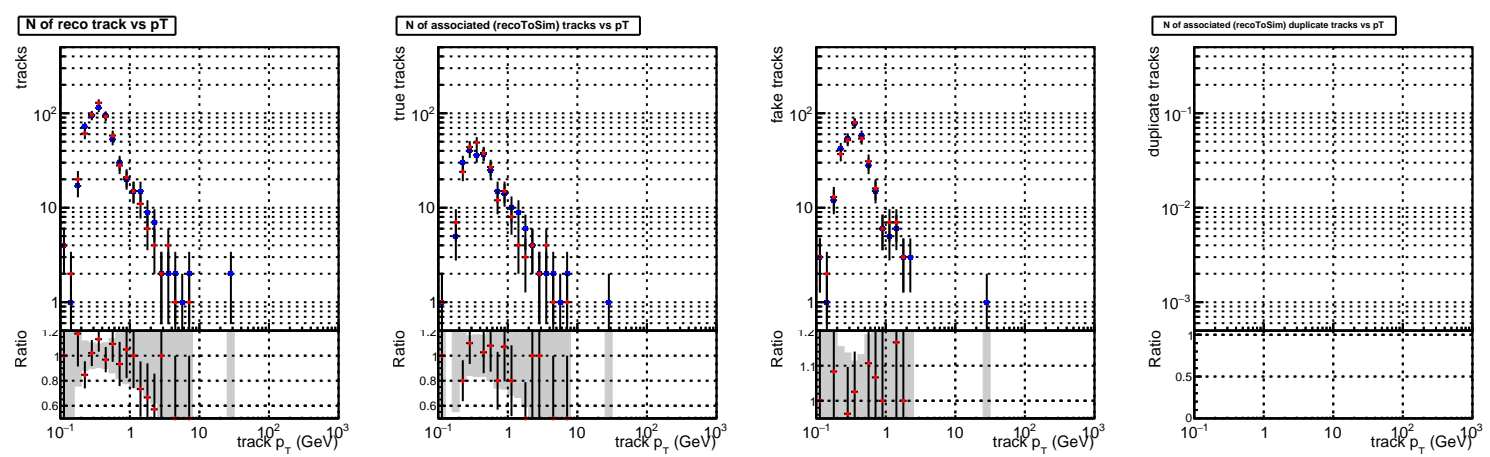 N of reco track vs pT
tracks
10²
10
1
1.2
1
0.8
0.6
Ratio
10⁻¹ 1 10 10² 10³
track p_T (GeV)
N of associated (recoToSim) tracks vs pT
true tracks
10²
10
1
1.2
1
0.8
0.6
Ratio
10⁻¹ 1 10 10² 10³
track p_T (GeV)
fake tracks
10²
10
1
1.2
1.1
1
Ratio
10⁻¹ 1 10 10² 10³
track p_T (GeV)
N of associated (recoToSim) duplicate tracks vs pT
duplicate tracks
10⁻¹
10⁻²
10⁻³
1
0.5
0
Ratio
10⁻¹ 1 10 10² 10³
track p_T (GeV)